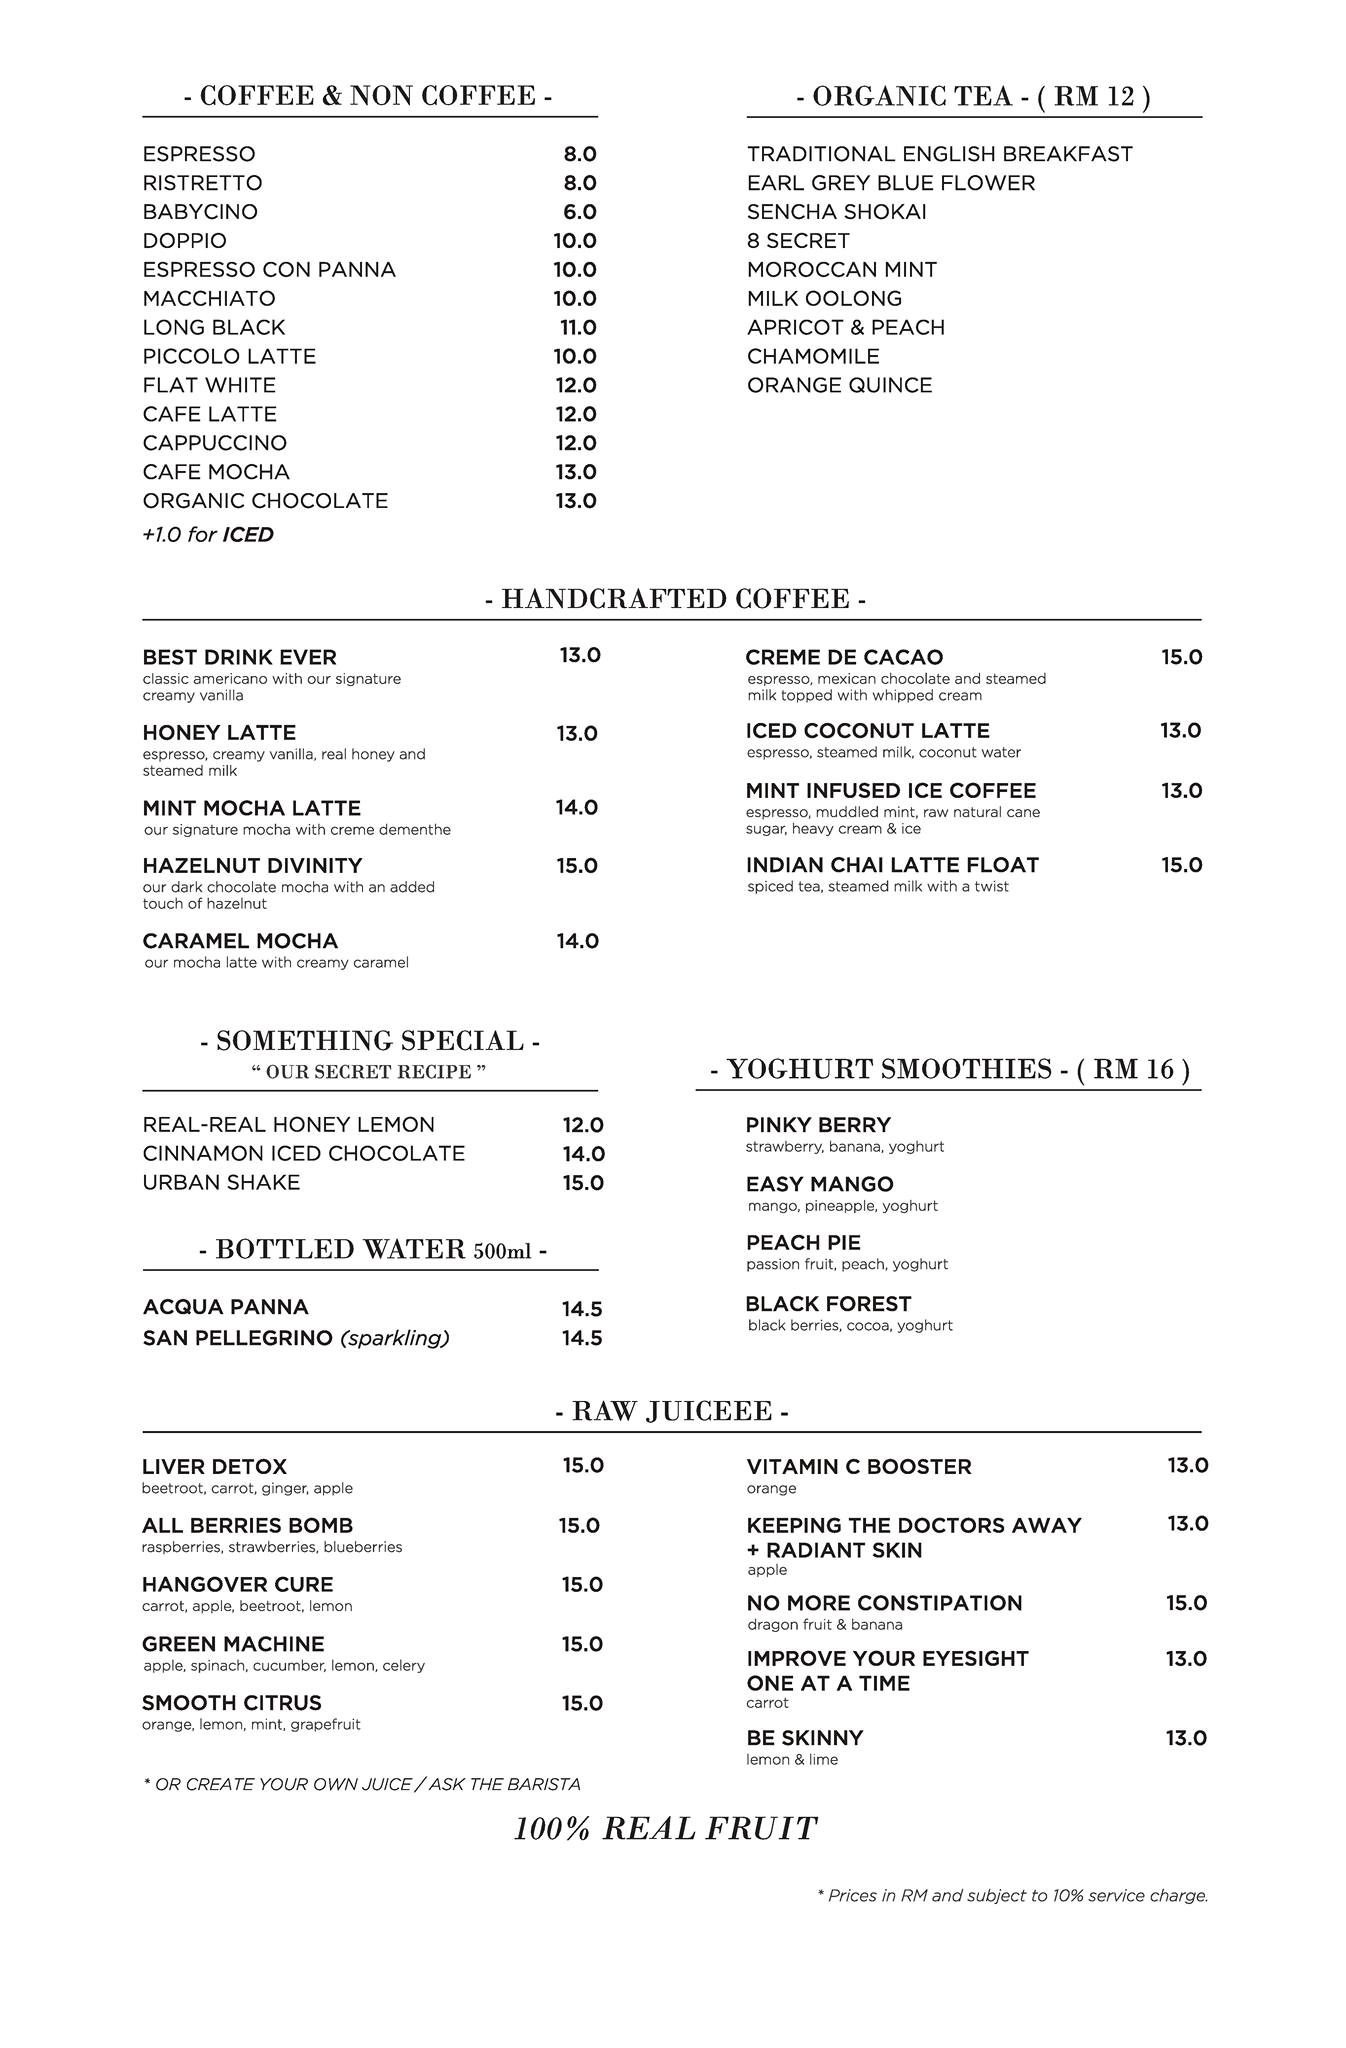 - COFFEE & NON COFFEE -
ESPRESSO 8.0
RISTRETTO 8.0
BABYCINO 6.0
DOPPIO 10.0
ESPRESSO CON PANNA 10.0
MACCHIATO 10.0
LONG BLACK 11.0
PICCOLO LATTE 10.0
FLAT WHITE 12.0
CAFE LATTE 12.0
CAPPUCCINO 12.0
CAFE MOCHA 13.0
ORGANIC CHOCOLATE 13.0
+1.0 for ICED
- ORGANIC TEA - ( RM 12 )
TRADITIONAL ENGLISH BREAKFAST
EARL GREY BLUE FLOWER
SENCHA SHOKAI
8 SECRET
MOROCCAN MINT
MILK OOLONG
APRICOT & PEACH
CHAMOMILE
ORANGE QUINCE
- HANDCRAFTED COFFEE -
BEST DRINK EVER 13.0
classic americano with our signature
creamy vanilla
HONEY LATTE 13.0
espresso, creamy vanilla, real honey and
steamed milk
MINT MOCHA LATTE 14.0
our signature mocha with creme dementhe
HAZELNUT DIVINITY 15.0
our dark chocolate mocha with an added
touch of hazelnut
CARAMEL MOCHA 14.0
our mocha latte with creamy caramel
CREME DE CACAO 15.0
espresso, mexican chocolate and steamed
milk topped with whipped cream
ICED COCONUT LATTE 13.0
espresso, steamed milk, coconut water
MINT INFUSED ICE COFFEE 13.0
espresso, muddled mint, raw natural cane
sugar, heavy cream & ice
INDIAN CHAI LATTE FLOAT 15.0
spiced tea, steamed milk with a twist
- SOMETHING SPECIAL -
“ OUR SECRET RECIPE ”
REAL-REAL HONEY LEMON 12.0
CINNAMON ICED CHOCOLATE 14.0
URBAN SHAKE 15.0
- BOTTLED WATER 500ml -
ACQUA PANNA 14.5
SAN PELLEGRINO (sparkling) 14.5
- YOGHURT SMOOTHIES - ( RM 16 )
PINKY BERRY
strawberry, banana, yoghurt
EASY MANGO
mango, pineapple, yoghurt
PEACH PIE
passion fruit, peach, yoghurt
BLACK FOREST
black berries, cocoa, yoghurt
- RAW JUICEEE -
LIVER DETOX 15.0
beetroot, carrot, ginger, apple
ALL BERRIES BOMB 15.0
raspberries, strawberries, blueberries
HANGOVER CURE 15.0
carrot, apple, beetroot, lemon
GREEN MACHINE 15.0
apple, spinach, cucumber, lemon, celery
SMOOTH CITRUS 15.0
orange, lemon, mint, grapefruit
* OR CREATE YOUR OWN JUICE / ASK THE BARISTA
VITAMIN C BOOSTER 13.0
orange
KEEPING THE DOCTORS AWAY 13.0
+ RADIANT SKIN
apple
NO MORE CONSTIPATION 15.0
dragon fruit & banana
IMPROVE YOUR EYESIGHT 13.0
ONE AT A TIME
carrot
BE SKINNY 13.0
lemon & lime
100% REAL FRUIT
* Prices in RM and subject to 10% service charge.